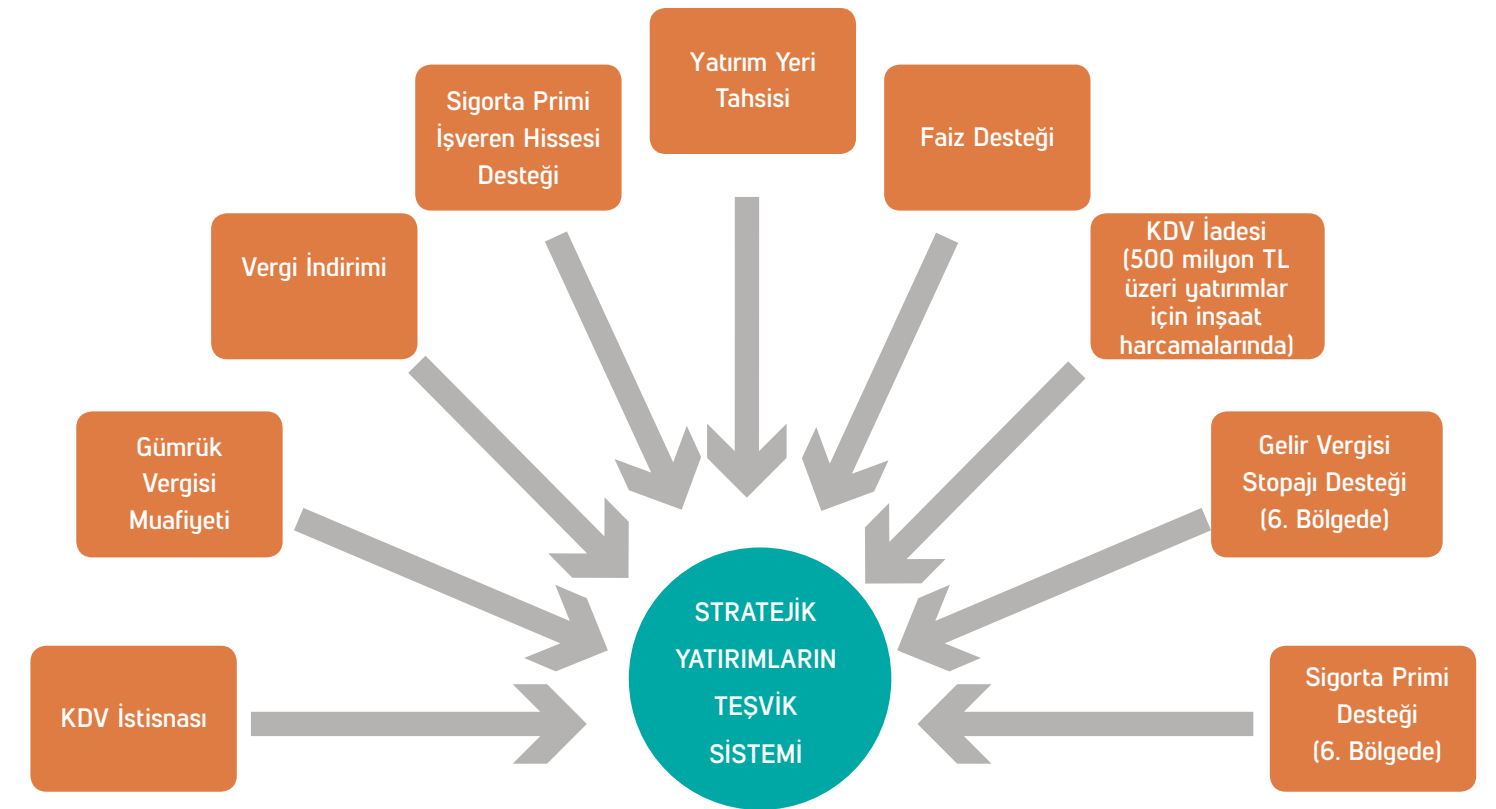 Yatırım Yeri
Tahsisi
Sigorta Primi
İşveren Hissesi
Desteği
Faiz Desteği
Vergi İndirimi
KDV İadesi
(500 milyon TL
üzeri yatırımlar
için inşaat
harcamalarında)
Gümrük
Vergisi
Muafiyeti
Gelir Vergisi
Stopajı Desteği
(6. Bölgede)
KDV İstisnası
STRATEJİK
YATIRIMLARIN
TEŞVİK
SİSTEMİ
Sigorta Primi
Desteği
(6. Bölgede)